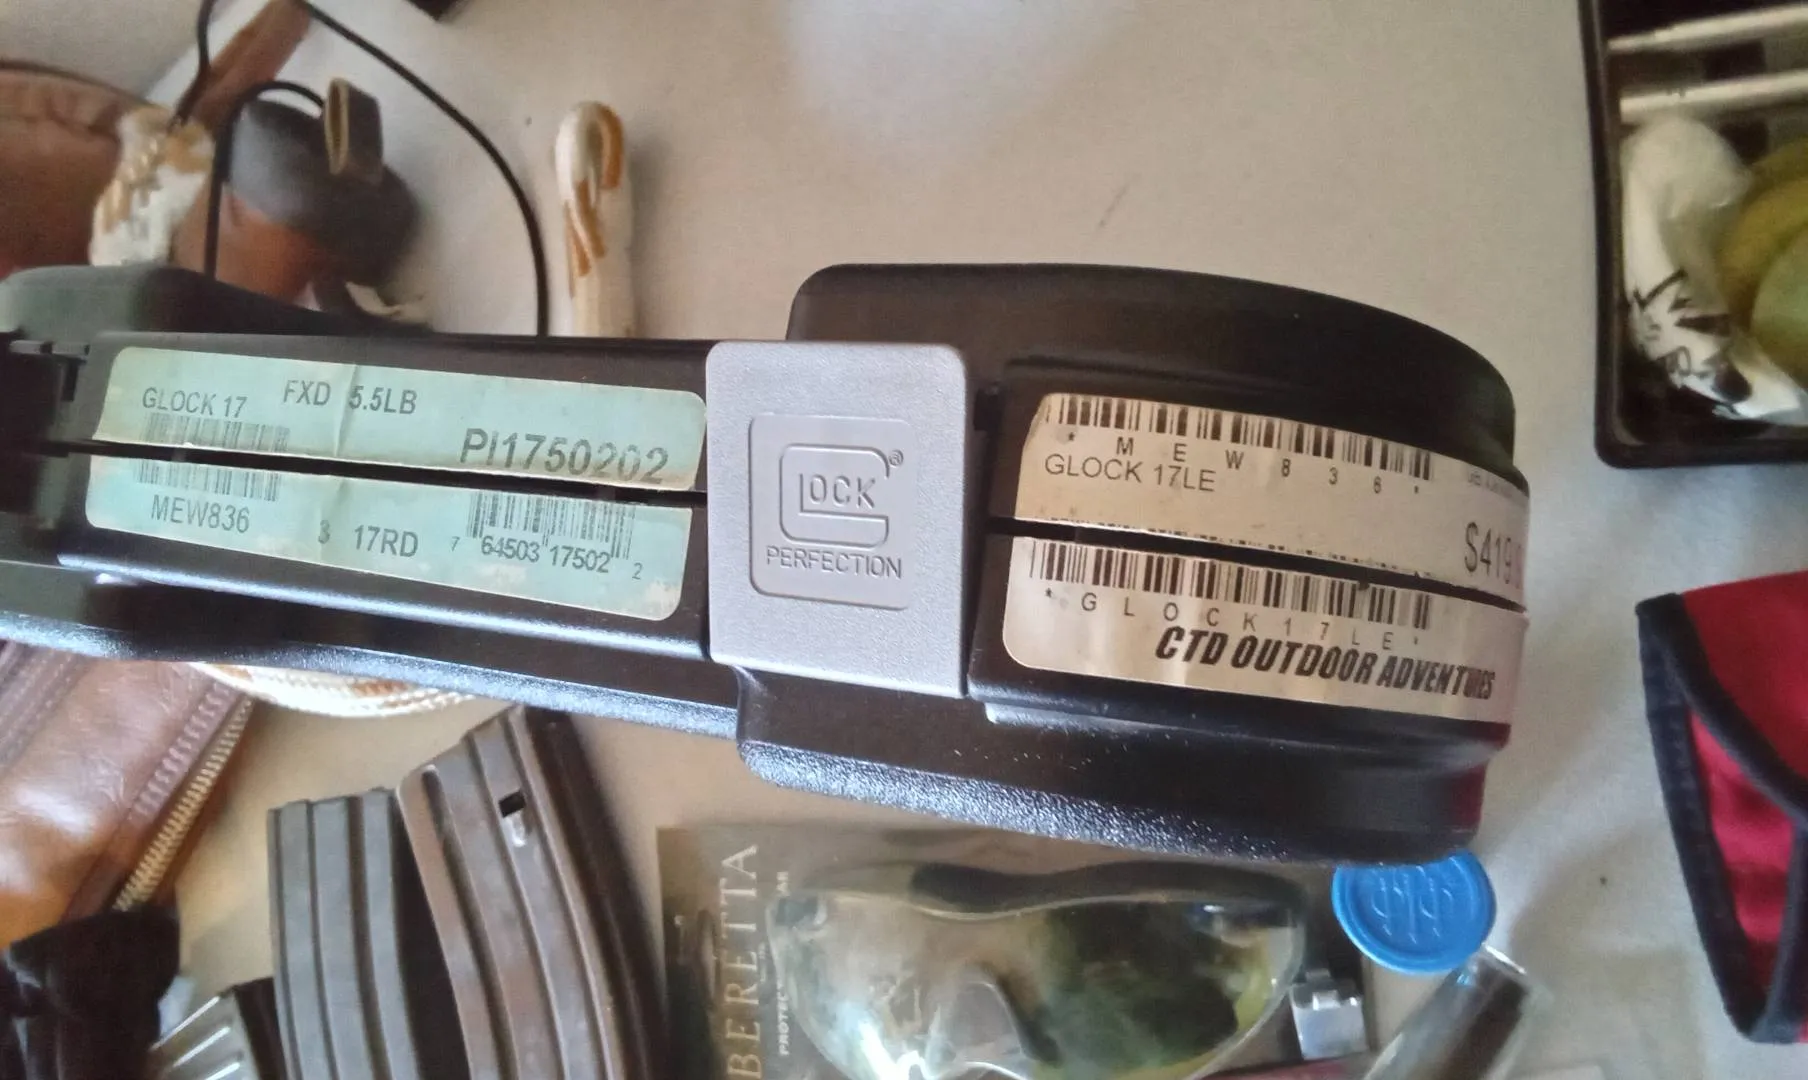 GLOCK 17 FXD 5.5LB
PI1750202
MEW836 3 17RD 7 64503 17502 2
GLOCK®
PERFECTION
* M E W 8 3 6 *
GLOCK 17LE
$419
* G L O C K 1 7 L E *
CTD OUTDOOR ADVENTURES
BERETTA